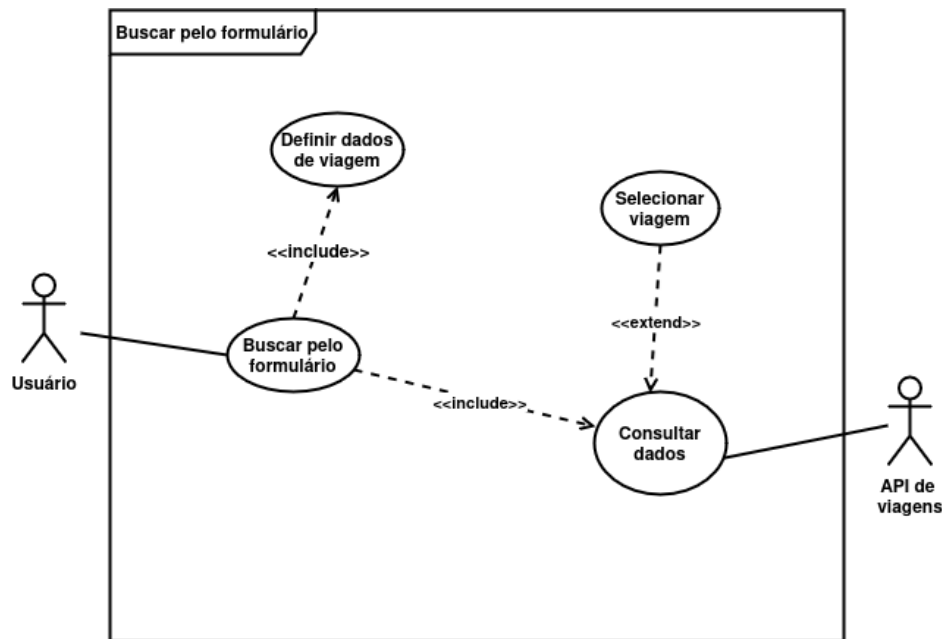 Buscar pelo formulário
Definir dados
de viagem
Selecionar
viagem
<<include>>
<<extend>>
Buscar pelo
formulário
Usuário
<<include>>
Consultar
dados
API de
viagens